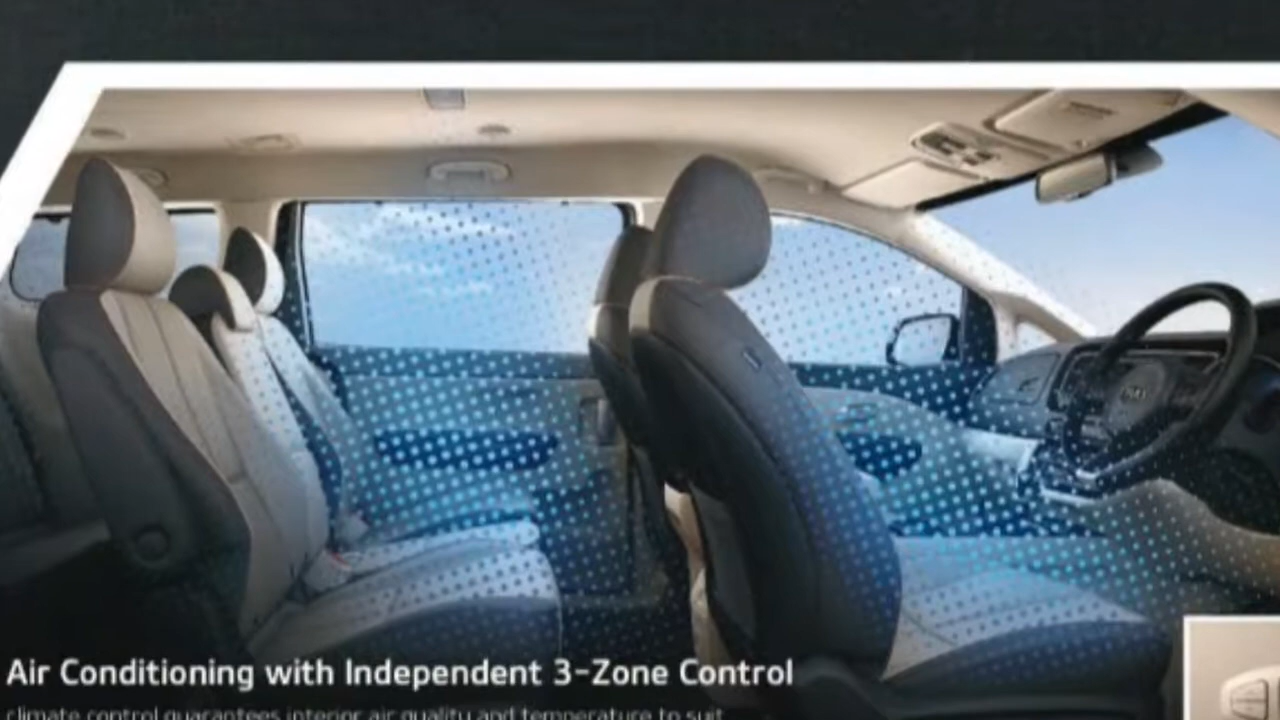 Air Conditioning with Independent 3-Zone Control
climate control guarantees interior air quality and temperature to suit